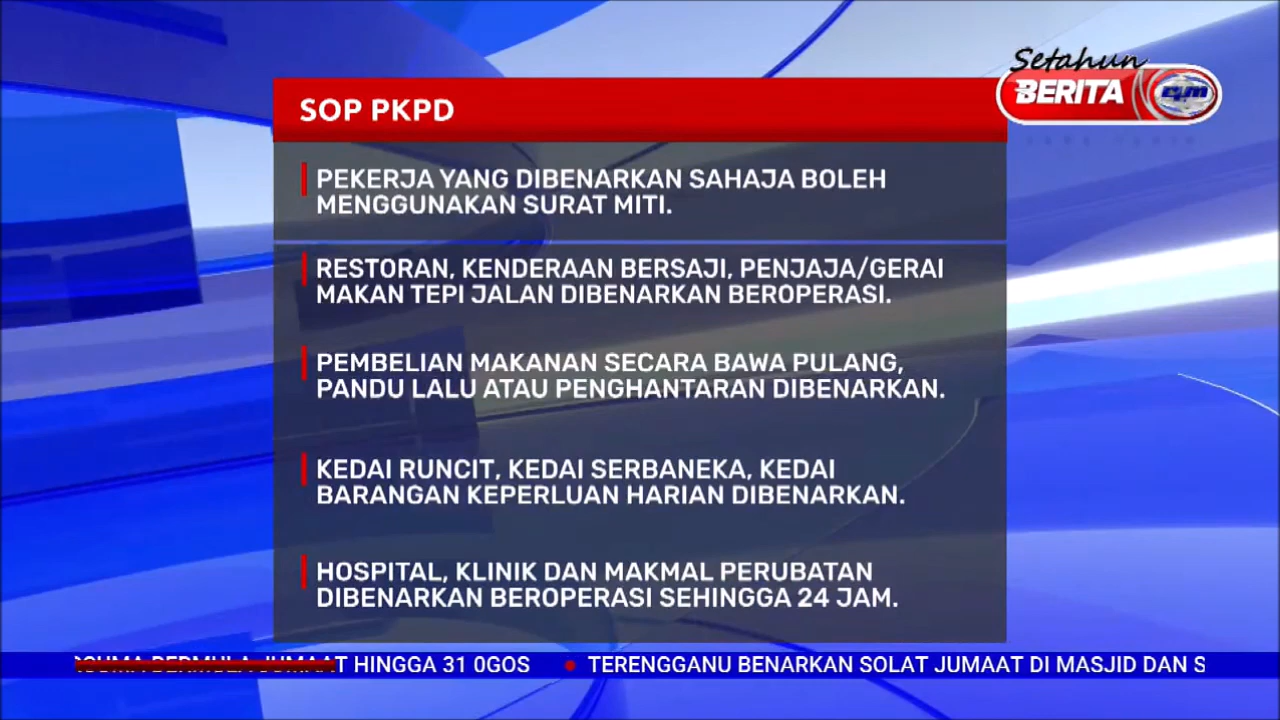 Setahun
BERITA
SOP PKPD
PEKERJA YANG DIBENARKAN SAHAJA BOLEH
MENGGUNAKAN SURAT MITI.
RESTORAN, KENDERAAN BERSAJI, PENJAJA/GERAI
MAKAN TEPI JALAN DIBENARKAN BEROPERASI.
PEMBELIAN MAKANAN SECARA BAWA PULANG,
PANDU LALU ATAU PENGHANTARAN DIBENARKAN.
KEDAI RUNCIT, KEDAI SERBANEKA, KEDAI
BARANGAN KEPERLUAN HARIAN DIBENARKAN.
HOSPITAL, KLINIK DAN MAKMAL PERUBATAN
DIBENARKAN BEROPERASI SEHINGGA 24 JAM.
BERMULA JUMAAT HINGGA 31 0GOS • TERENGGANU BENARKAN SOLAT JUMAAT DI MASJID DAN S